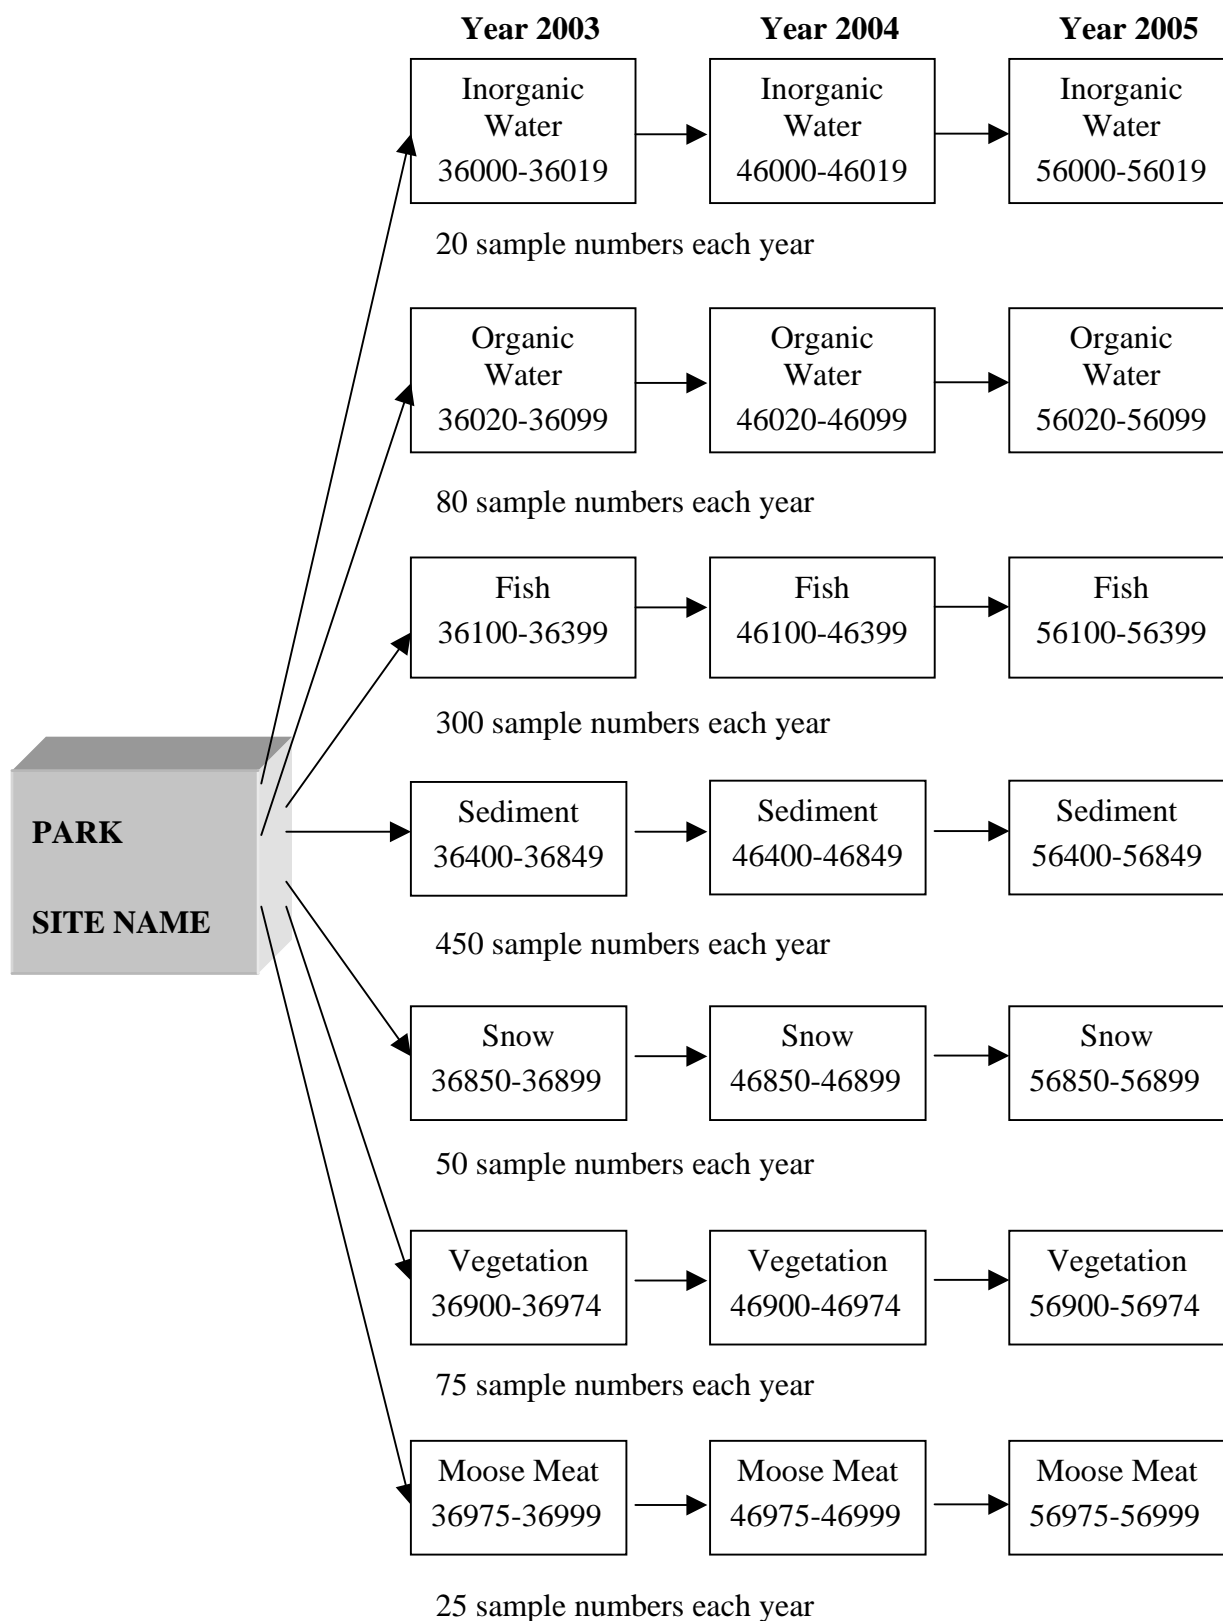 Year 2003 Year 2004 Year 2005
Inorganic
Water
36000-36019
Inorganic
Water
46000-46019
Inorganic
Water
56000-56019
20 sample numbers each year
Organic
Water
36020-36099
Organic
Water
46020-46099
Organic
Water
56020-56099
80 sample numbers each year
Fish
36100-36399
Fish
46100-46399
Fish
56100-56399
300 sample numbers each year
PARK
SITE NAME
Sediment
36400-36849
Sediment
46400-46849
Sediment
56400-56849
450 sample numbers each year
Snow
36850-36899
Snow
46850-46899
Snow
56850-56899
50 sample numbers each year
Vegetation
36900-36974
Vegetation
46900-46974
Vegetation
56900-56974
75 sample numbers each year
Moose Meat
36975-36999
Moose Meat
46975-46999
Moose Meat
56975-56999
25 sample numbers each year